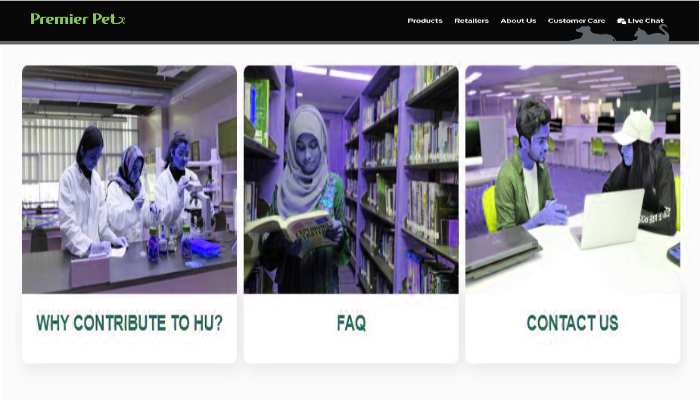 Premier Pet
Products Retailers About Us Customer Care Live Chat
WHY CONTRIBUTE TO HU?
FAQ
CONTACT US